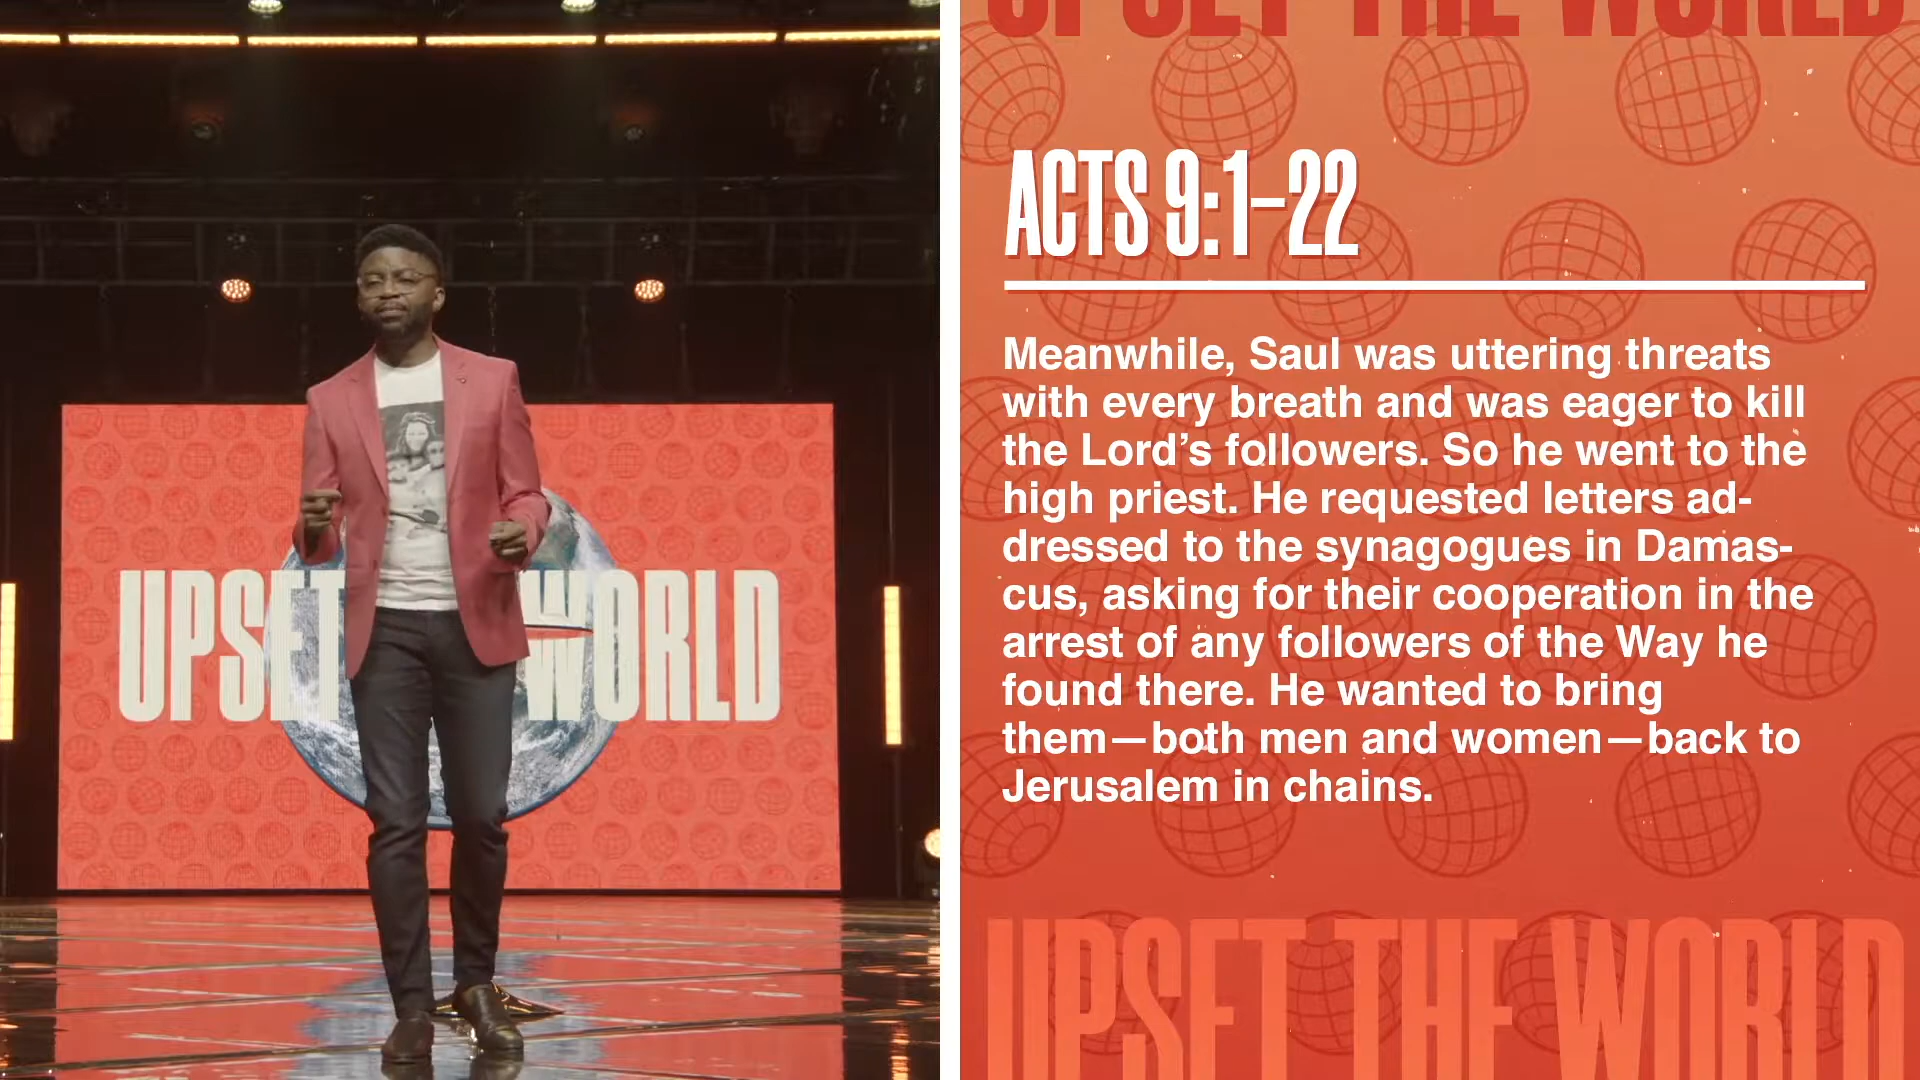 UPSET WORLD
UPSET THE WORLD
ACTS 9:1–22
Meanwhile, Saul was uttering threats
with every breath and was eager to kill
the Lord’s followers. So he went to the
high priest. He requested letters ad-
dressed to the synagogues in Damas-
cus, asking for their cooperation in the
arrest of any followers of the Way he
found there. He wanted to bring
them—both men and women—back to
Jerusalem in chains.
UPSET THE WORLD